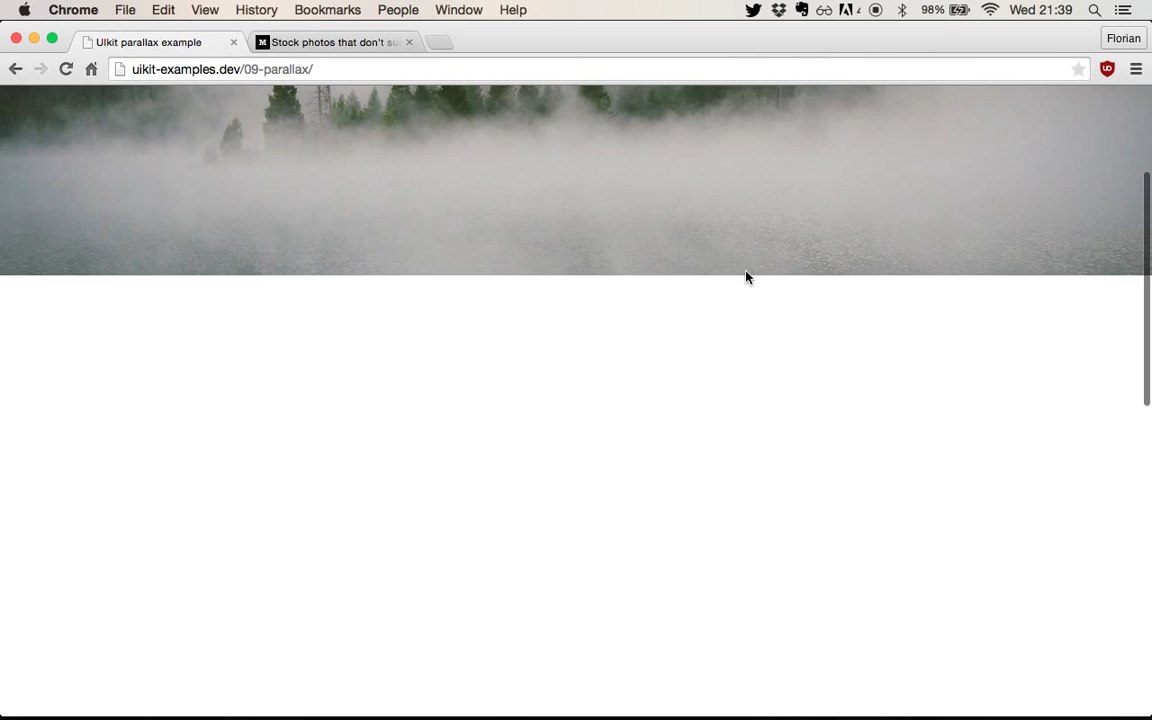 Chrome File Edit View History Bookmarks People Window Help 98% Wed 21:39
UIkit parallax example M Stock photos that don't su Florian
uikit-examples.dev/09-parallax/